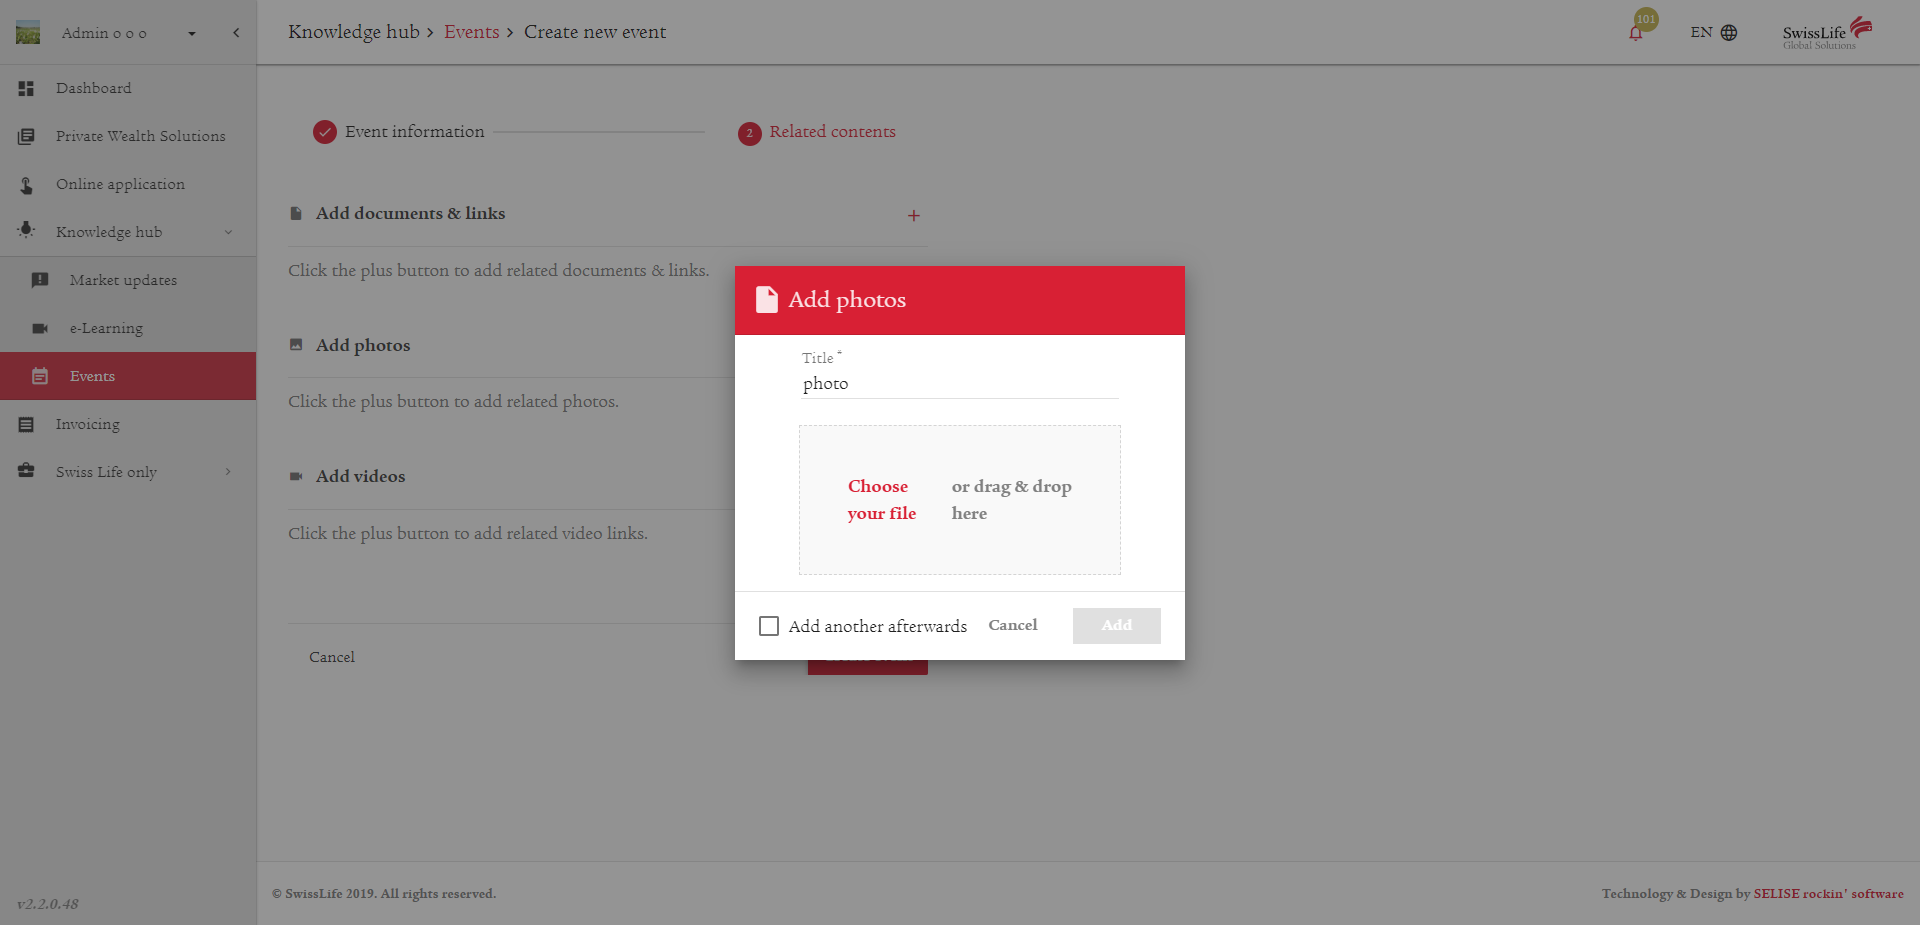 Admin o o o
Knowledge hub > Events > Create new event
101
EN
SwissLife
Global Solutions
Dashboard
Private Wealth Solutions
Online application
Knowledge hub
Market updates
e-Learning
Events
Invoicing
Swiss Life only
v2.2.0.48
Event information
2 Related contents
Add documents & links
+
Click the plus button to add related documents & links.
Add photos
Click the plus button to add related photos.
Add videos
Click the plus button to add related video links.
Cancel
Add photos
Title *
photo
Choose your file
or drag & drop here
Add another afterwards
Cancel
Add
© SwissLife 2019. All rights reserved.
Technology & Design by SELISE rockin' software